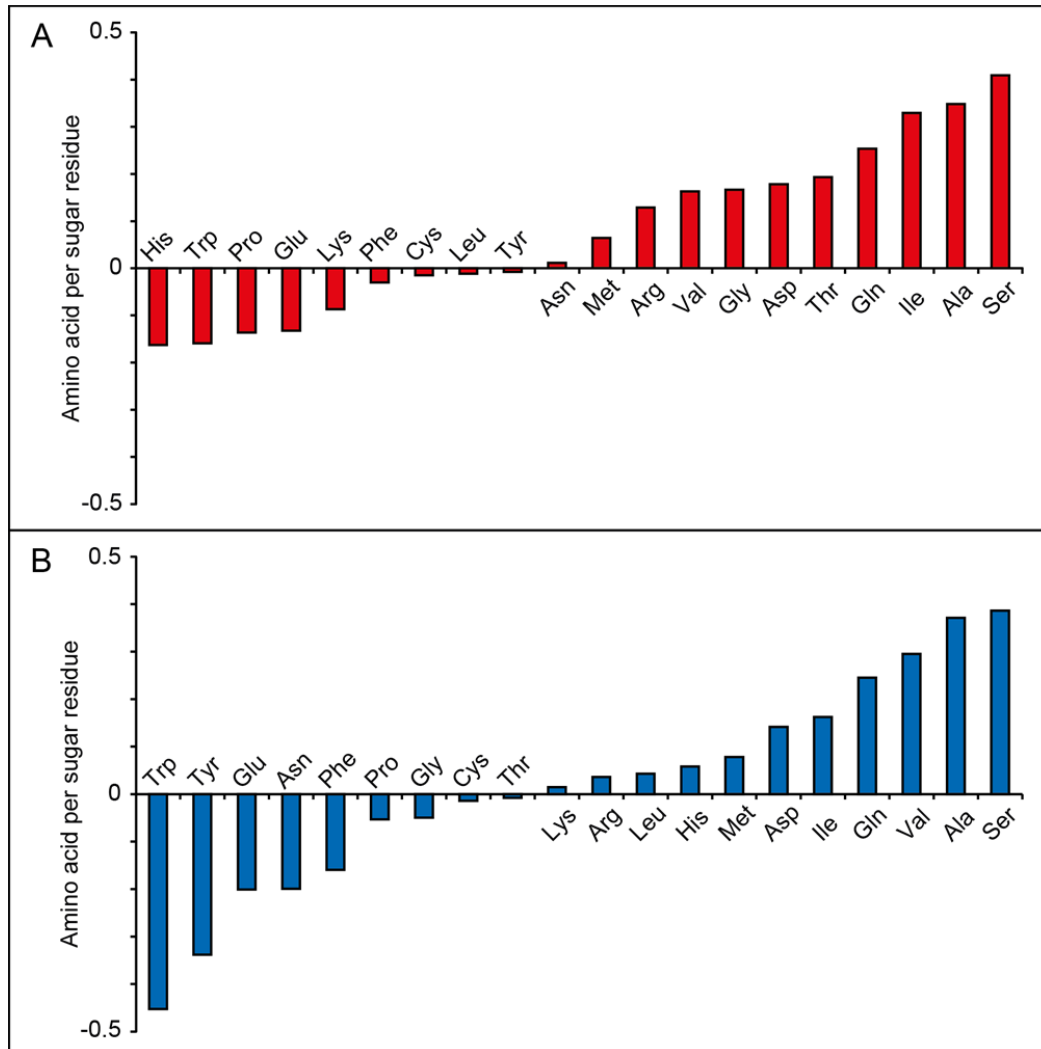 A
0.5
Amino acid per sugar residue
His Trp Pro Glu Lys Phe Cys Leu Tyr
0
Asn Met Arg Val Gly Asp Thr Gln Ile Ala Ser
-0.5
B
0.5
Amino acid per sugar residue
Trp Tyr Glu Asn Phe Pro Gly Cys Thr
0
Lys Arg Leu His Met Asp Ile Gln Val Ala Ser
-0.5